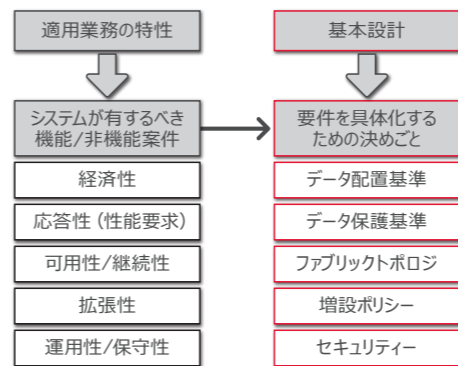 適用業務の特性
システムが有するべき
機能/非機能案件
経済性
応答性（性能要求）
可用性/継続性
拡張性
運用性/保守性
基本設計
要件を具体化する
ための決めごと
データ配置基準
データ保護基準
ファブリックトポロジ
増設ポリシー
セキュリティー